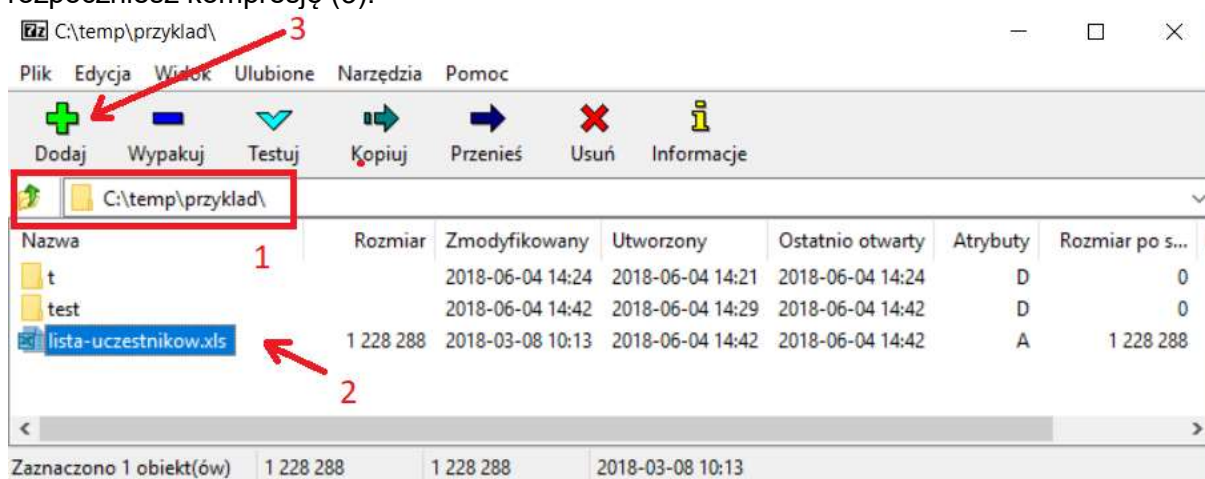 rozpoczniesz kompresję (3).
7z C:\temp\przyklad\
3
Plik Edycja Widok Ulubione Narzędzia Pomoc
Dodaj Wypakuj Testuj Kopiuj Przenieś Usuń Informacje
C:\temp\przyklad\
Nazwa Rozmiar Zmodyfikowany Utworzony Ostatnio otwarty Atrybuty Rozmiar po s...
1
t 2018-06-04 14:24 2018-06-04 14:21 2018-06-04 14:24 D 0
test 2018-06-04 14:42 2018-06-04 14:29 2018-06-04 14:42 D 0
lista-uczestnikow.xls 1 228 288 2018-03-08 10:13 2018-06-04 14:42 2018-06-04 14:42 A 1 228 288
2
Zaznaczono 1 obiekt(ów) 1 228 288 1 228 288 2018-03-08 10:13